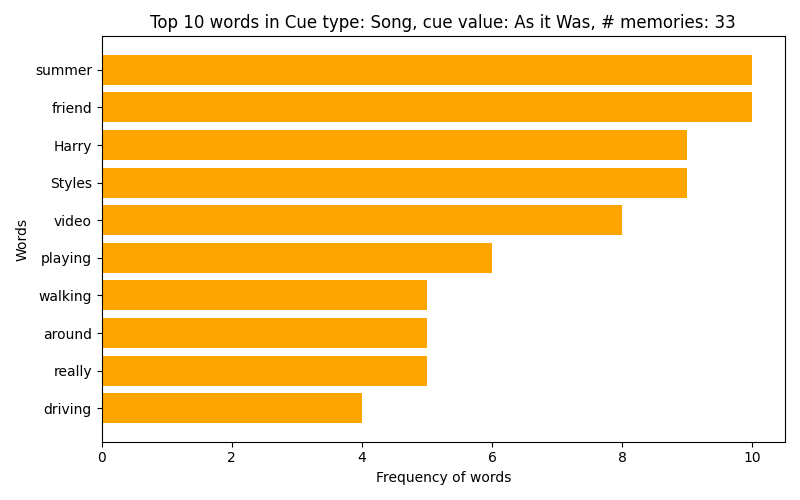 Top 10 words in Cue type: Song, cue value: As it Was, # memories: 33
Words
summer
friend
Harry
Styles
video
playing
walking
around
really
driving
0 2 4 6 8 10
Frequency of words